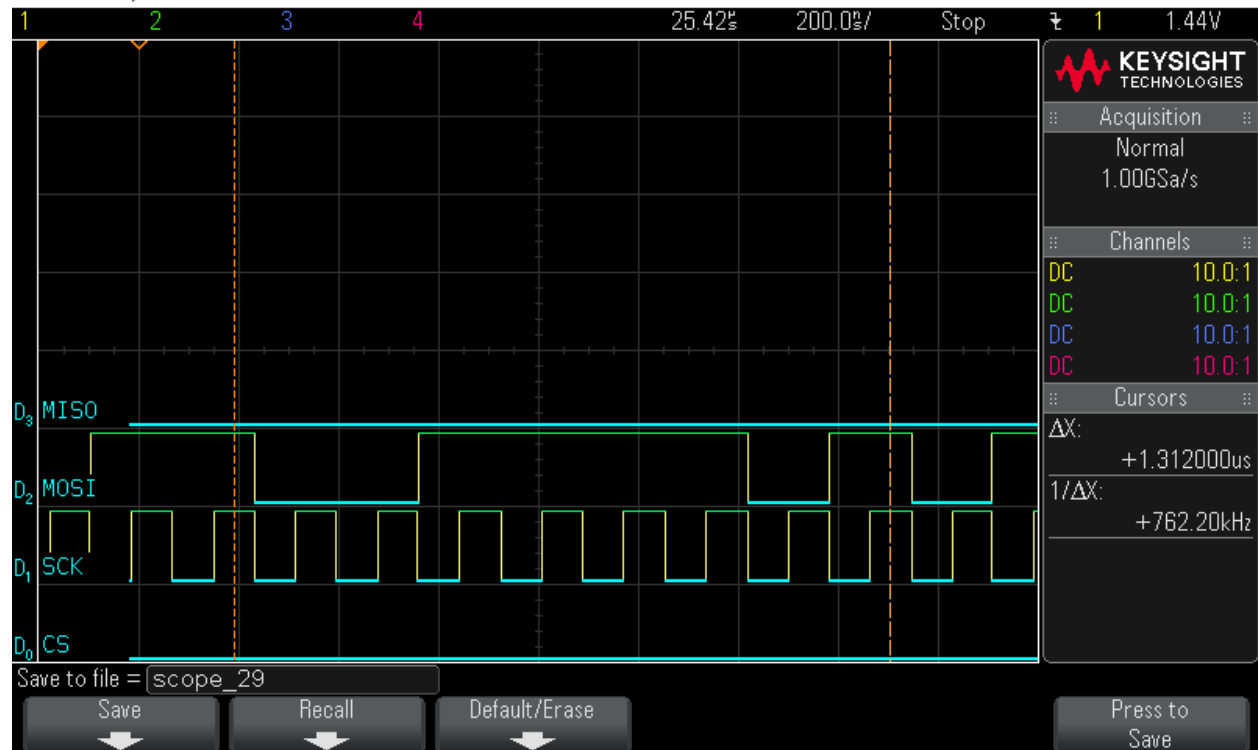 1 2 3 4 25.42µs 200.0ns/ Stop 1 1.44V
KEYSIGHT
TECHNOLOGIES
Acquisition
Normal
1.00GSa/s
Channels
DC 10.0:1
DC 10.0:1
DC 10.0:1
DC 10.0:1
Cursors
ΔX:
+1.312000us
1/ΔX:
+762.20kHz
D3 MISO
D2 MOSI
D1 SCK
D0 CS
Save to file = scope_29
Save Recall Default/Erase Press to
Save